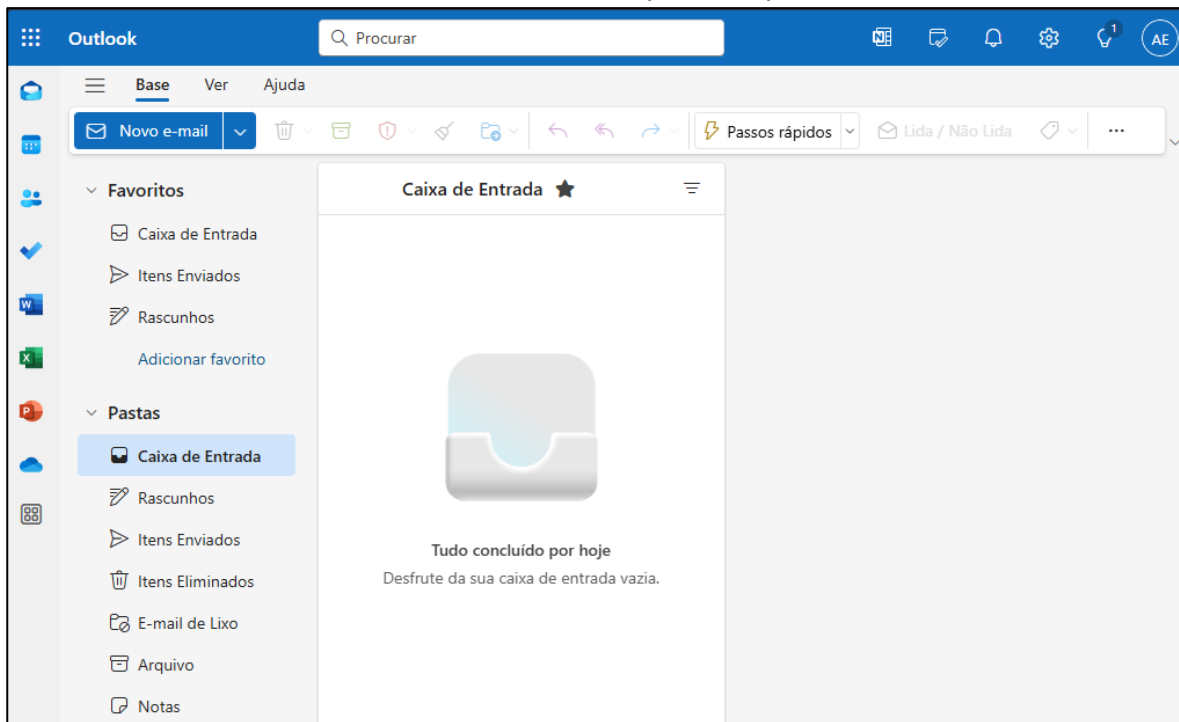 Outlook
Procurar
1
AE
Base Ver Ajuda
Novo e-mail
Passos rápidos
Lida / Não Lida
Favoritos
Caixa de Entrada
Itens Enviados
Rascunhos
Adicionar favorito
Pastas
Caixa de Entrada
Rascunhos
Itens Enviados
Itens Eliminados
E-mail de Lixo
Arquivo
Notas
Caixa de Entrada
Tudo concluído por hoje
Desfrute da sua caixa de entrada vazia.